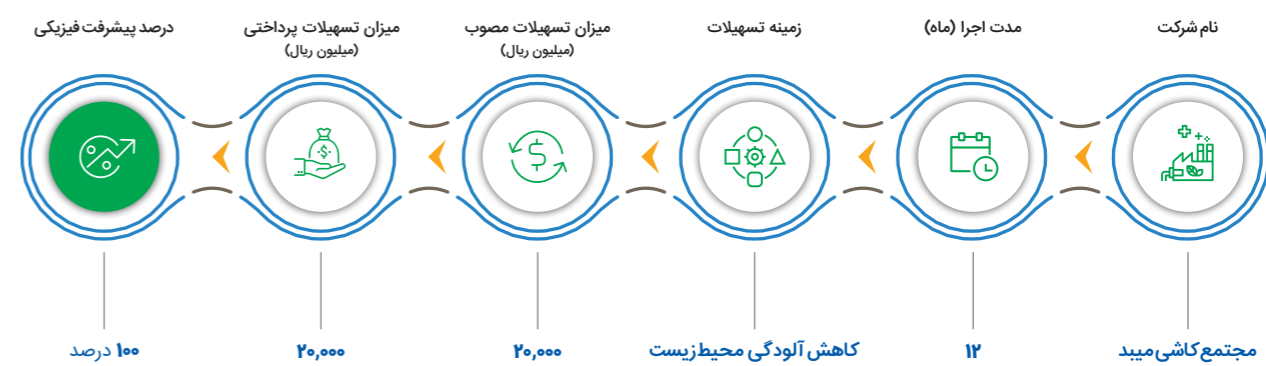 نام شرکت
مدت اجرا (ماه)
زمینه تسهیلات
میزان تسهیلات مصوب
(میلیون ریال)
میزان تسهیلات پرداختی
(میلیون ریال)
درصد پیشرفت فیزیکی
مجتمع کاشی میبد
۱۲
کاهش آلودگی محیط‌زیست
۲۰,۰۰۰
۲۰,۰۰۰
۱۰۰ درصد